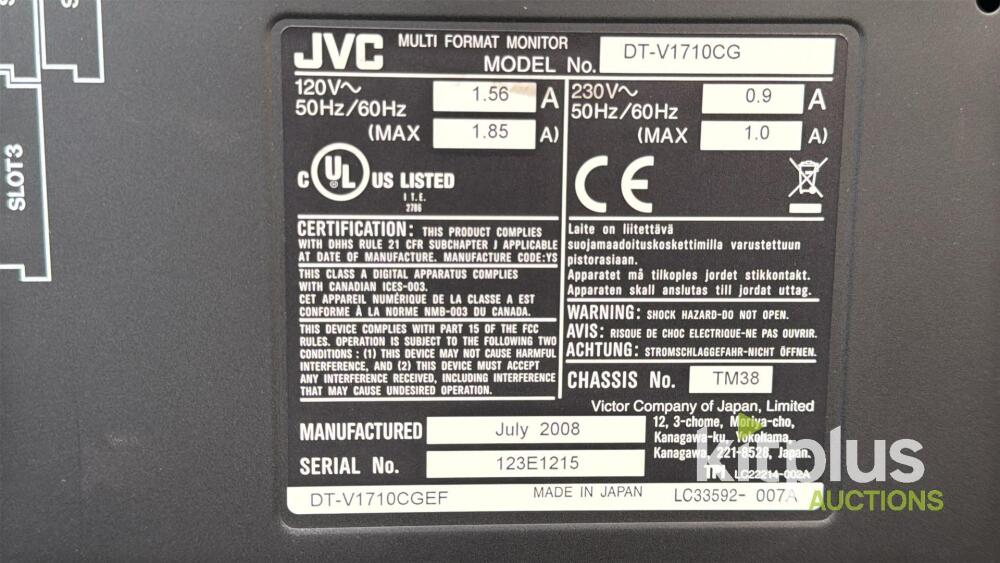 SLOT3
JVC MULTI FORMAT MONITOR
MODEL No. DT-V1710CG
120V~ 50Hz/60Hz 1.56 A
(MAX 1.85 A)
230V~ 50Hz/60Hz 0.9 A
(MAX 1.0 A)
C UL US LISTED
I T.E.
2786
CE
CERTIFICATION: THIS PRODUCT COMPLIES
WITH DHHS RULE 21 CFR SUBCHAPTER J APPLICABLE
AT DATE OF MANUFACTURE. MANUFACTURE CODE:YS
THIS CLASS A DIGITAL APPARATUS COMPLIES
WITH CANADIAN ICES-003.
CET APPAREIL NUMÉRIQUE DE LA CLASSE A EST
CONFORME À LA NORME NMB-003 DU CANADA.
THIS DEVICE COMPLIES WITH PART 15 OF THE FCC
RULES. OPERATION IS SUBJECT TO THE FOLLOWING TWO
CONDITIONS : (1) THIS DEVICE MAY NOT CAUSE HARMFUL
INTERFERENCE, AND (2) THIS DEVICE MUST ACCEPT
ANY INTERFERENCE RECEIVED, INCLUDING INTERFERENCE
THAT MAY CAUSE UNDESIRED OPERATION.
Laite on liitettävä
suojamaadoituskoskettimilla varustettuun
pistorasiaan.
Apparatet må tilkoples jordet stikkontakt.
Apparaten skall anslutas till jordat uttag.
WARNING: SHOCK HAZARD-DO NOT OPEN.
AVIS: RISQUE DE CHOC ELECTRIQUE-NE PAS OUVRIR.
ACHTUNG: STROMSCHLAGGEFAHR-NICHT ÖFFNEN.
CHASSIS No. TM38
Victor Company of Japan, Limited
12, 3-chome, Moriya-cho,
Kanagawa-ku, Yokohama,
Kanagawa, 221-8528, Japan.
LC22214-002A
MANUFACTURED July 2008
SERIAL No. 123E1215
DT-V1710CGEF MADE IN JAPAN LC33592- 007A
kitplus
AUCTIONS